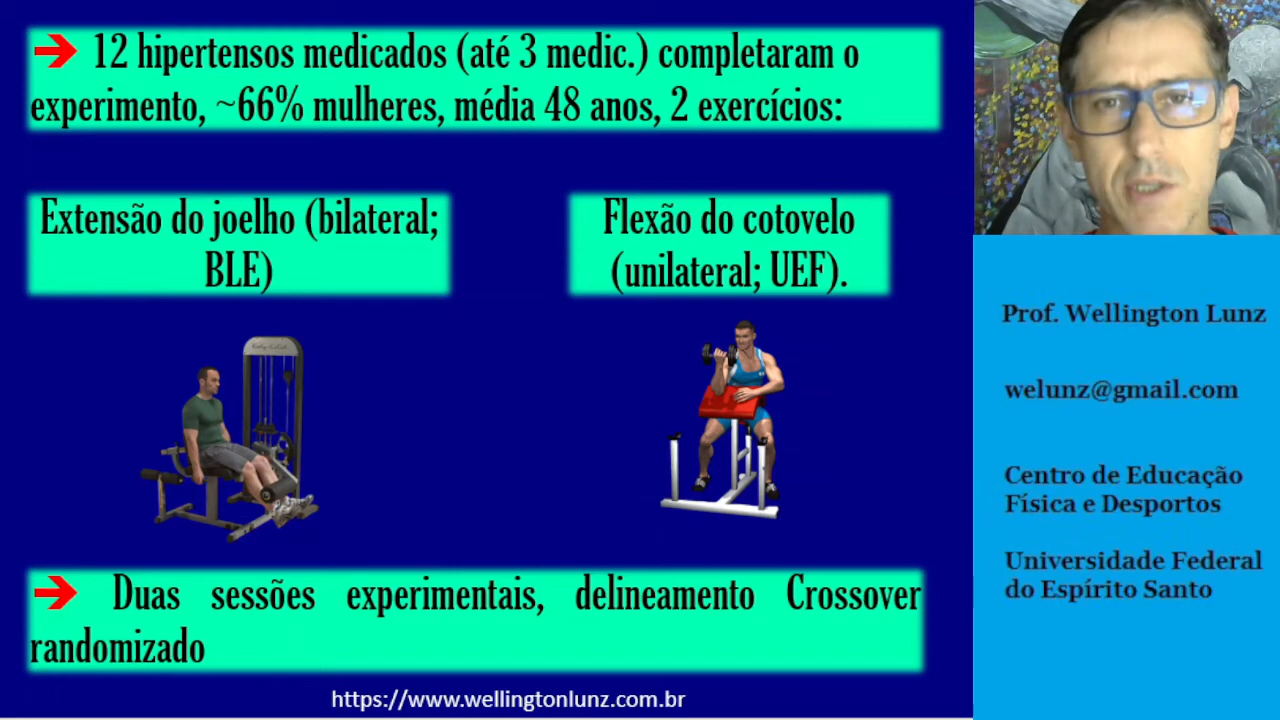 ➔ 12 hipertensos medicados (até 3 medic.) completaram o
experimento, ~66% mulheres, média 48 anos, 2 exercícios:
Extensão do joelho (bilateral;
BLE)
Flexão do cotovelo
(unilateral; UEF).
➔ Duas sessões experimentais, delineamento Crossover
randomizado
https://www.wellingtonlunz.com.br
Prof. Wellington Lunz
welunz@gmail.com
Centro de Educação
Física e Desportos
Universidade Federal
do Espírito Santo